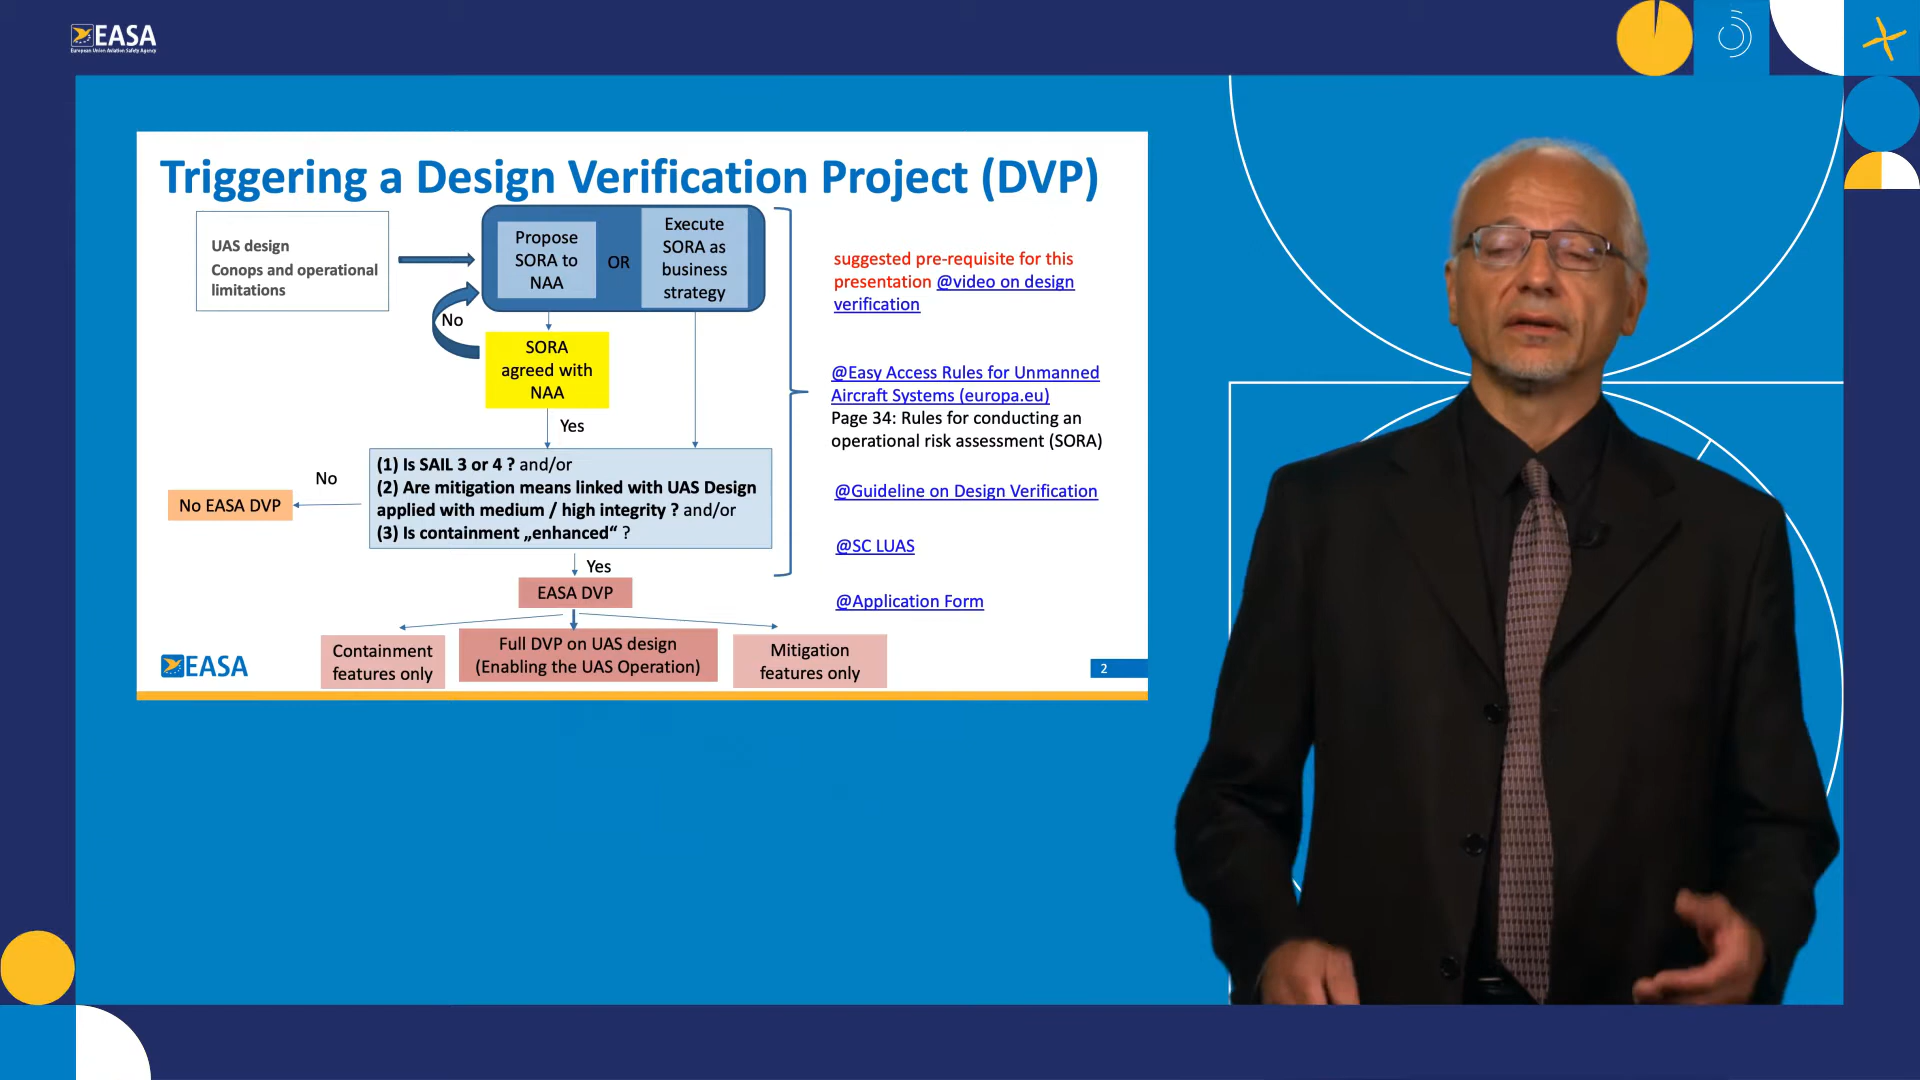 EASA
European Union Aviation Safety Agency
Triggering a Design Verification Project (DVP)
UAS design
Conops and operational
limitations
Propose
SORA to
NAA
OR
Execute
SORA as
business
strategy
No
SORA
agreed with
NAA
Yes
(1) Is SAIL 3 or 4 ? and/or
(2) Are mitigation means linked with UAS Design
applied with medium / high integrity ? and/or
(3) Is containment „enhanced“ ?
No
No EASA DVP
Yes
EASA DVP
Containment
features only
Full DVP on UAS design
(Enabling the UAS Operation)
Mitigation
features only
suggested pre-requisite for this
presentation @video on design
verification
@Easy Access Rules for Unmanned
Aircraft Systems (europa.eu)
Page 34: Rules for conducting an
operational risk assessment (SORA)
@Guideline on Design Verification
@SC LUAS
@Application Form
EASA
2